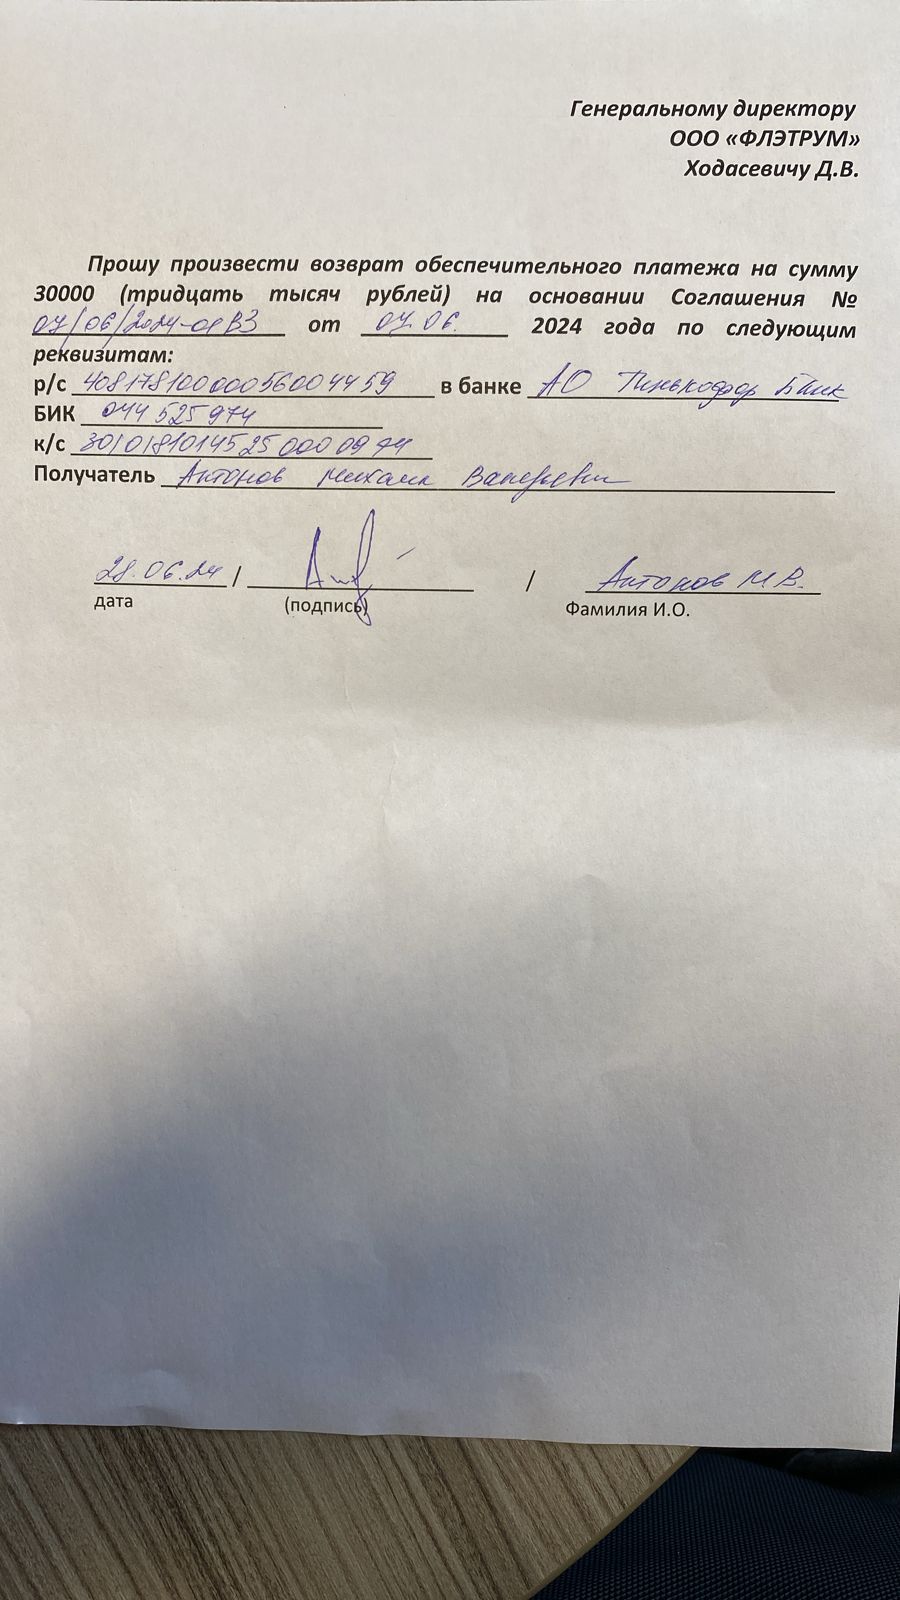 Генеральному директору
ООО «ФЛЭТРУМ»
Ходасевичу Д.В.
Прошу произвести возврат обеспечительного платежа на сумму
30000 (тридцать тысяч рублей) на основании Соглашения №
07/06/2024-01ВЗ от 07.06. 2024 года по следующим
реквизитам:
р/с 40817810000056004459 в банке АО Тинькофф Банк
БИК 044525974
к/с 30101810145250000974
Получатель Антонов Михаил Валерьевич
28.06.24 / /  Антонов М.В.
дата (подпись) Фамилия И.О.